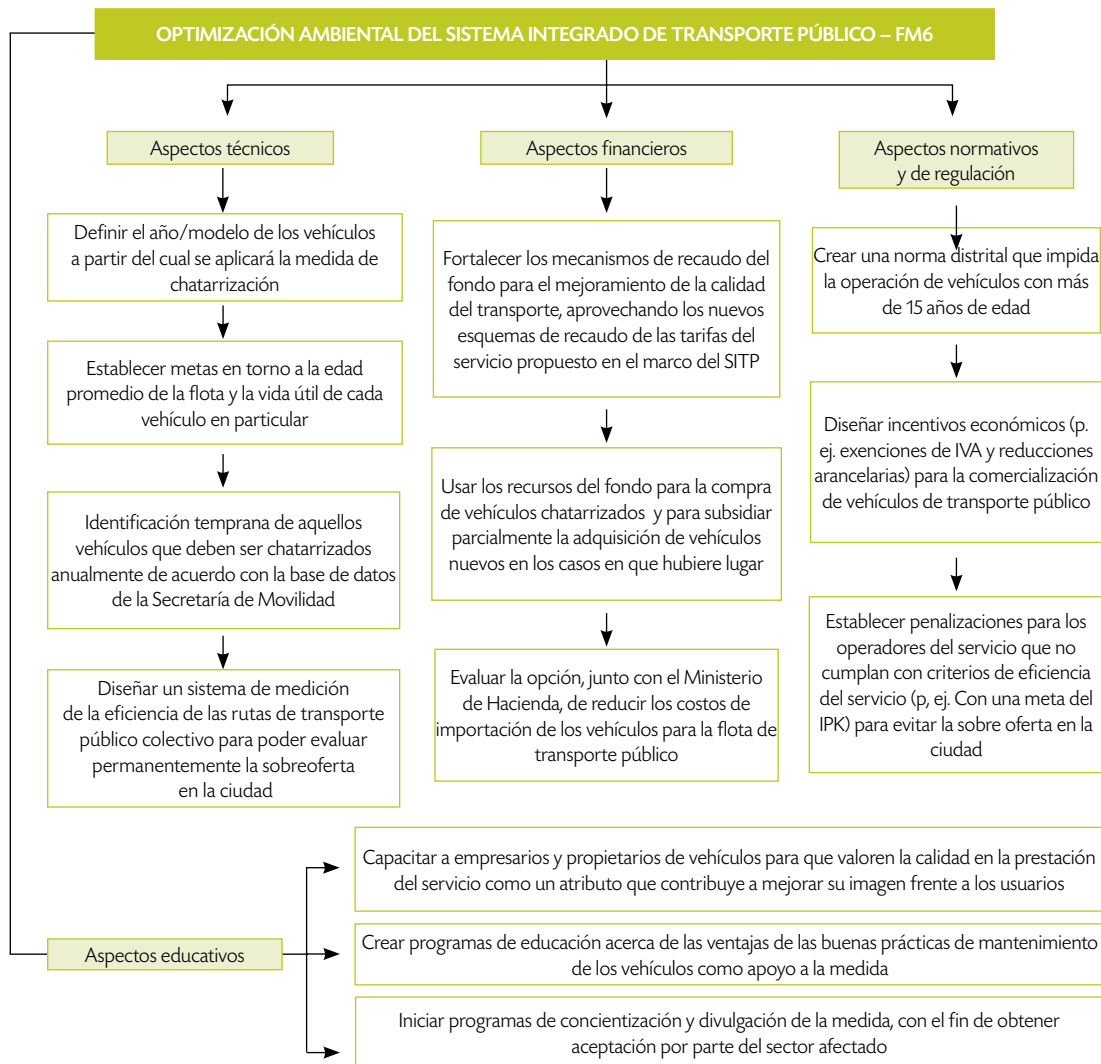 OPTIMIZACIÓN AMBIENTAL DEL SISTEMA INTEGRADO DE TRANSPORTE PÚBLICO – FM6
Aspectos técnicos
Definir el año/modelo de los vehículos
a partir del cual se aplicará la medida de
chatarrización
Establecer metas en torno a la edad
promedio de la flota y la vida útil de cada
vehículo en particular
Identificación temprana de aquellos
vehículos que deben ser chatarrizados
anualmente de acuerdo con la base de datos
de la Secretaría de Movilidad
Diseñar un sistema de medición
de la eficiencia de las rutas de transporte
público colectivo para poder evaluar
permanentemente la sobreoferta
en la ciudad
Aspectos financieros
Fortalecer los mecanismos de recaudo del
fondo para el mejoramiento de la calidad
del transporte, aprovechando los nuevos
esquemas de recaudo de las tarifas del
servicio propuesto en el marco del SITP
Usar los recursos del fondo para la compra
de vehículos chatarrizados y para subsidiar
parcialmente la adquisición de vehículos
nuevos en los casos en que hubiere lugar
Evaluar la opción, junto con el Ministerio
de Hacienda, de reducir los costos de
importación de los vehículos para la flota de
transporte público
Aspectos normativos
y de regulación
Crear una norma distrital que impida
la operación de vehículos con más
de 15 años de edad
Diseñar incentivos económicos (p.
ej. exenciones de IVA y reducciones
arancelarias) para la comercialización
de vehículos de transporte público
Establecer penalizaciones para los
operadores del servicio que no
cumplan con criterios de eficiencia
del servicio (p, ej. Con una meta del
IPK) para evitar la sobre oferta en la
ciudad
Aspectos educativos
Capacitar a empresarios y propietarios de vehículos para que valoren la calidad en la prestación
del servicio como un atributo que contribuye a mejorar su imagen frente a los usuarios
Crear programas de educación acerca de las ventajas de las buenas prácticas de mantenimiento
de los vehículos como apoyo a la medida
Iniciar programas de concientización y divulgación de la medida, con el fin de obtener
aceptación por parte del sector afectado